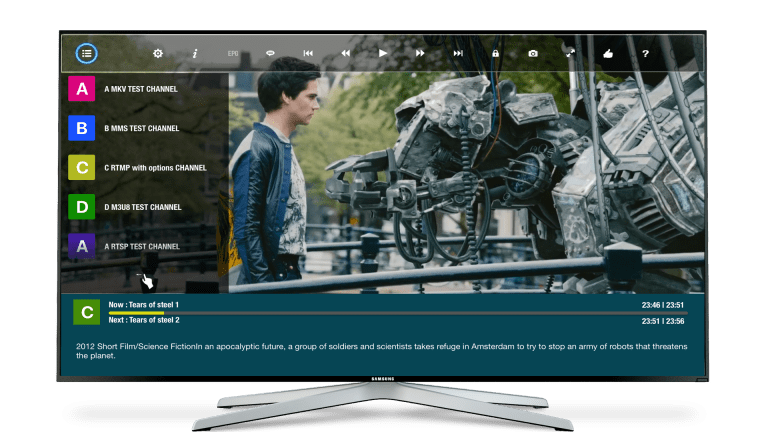 EPG
?
A A MKV TEST CHANNEL
B B MMS TEST CHANNEL
C C RTMP with options CHANNEL
D D M3U8 TEST CHANNEL
A A RTSP TEST CHANNEL
C
Now : Tears of steel 1 23:46 | 23:51
Next : Tears of steel 2 23:51 | 23:56
2012 Short Film/Science FictionIn an apocalyptic future, a group of soldiers and scientists takes refuge in Amsterdam to try to stop an army of robots that threatens
the planet.
SAMSUNG